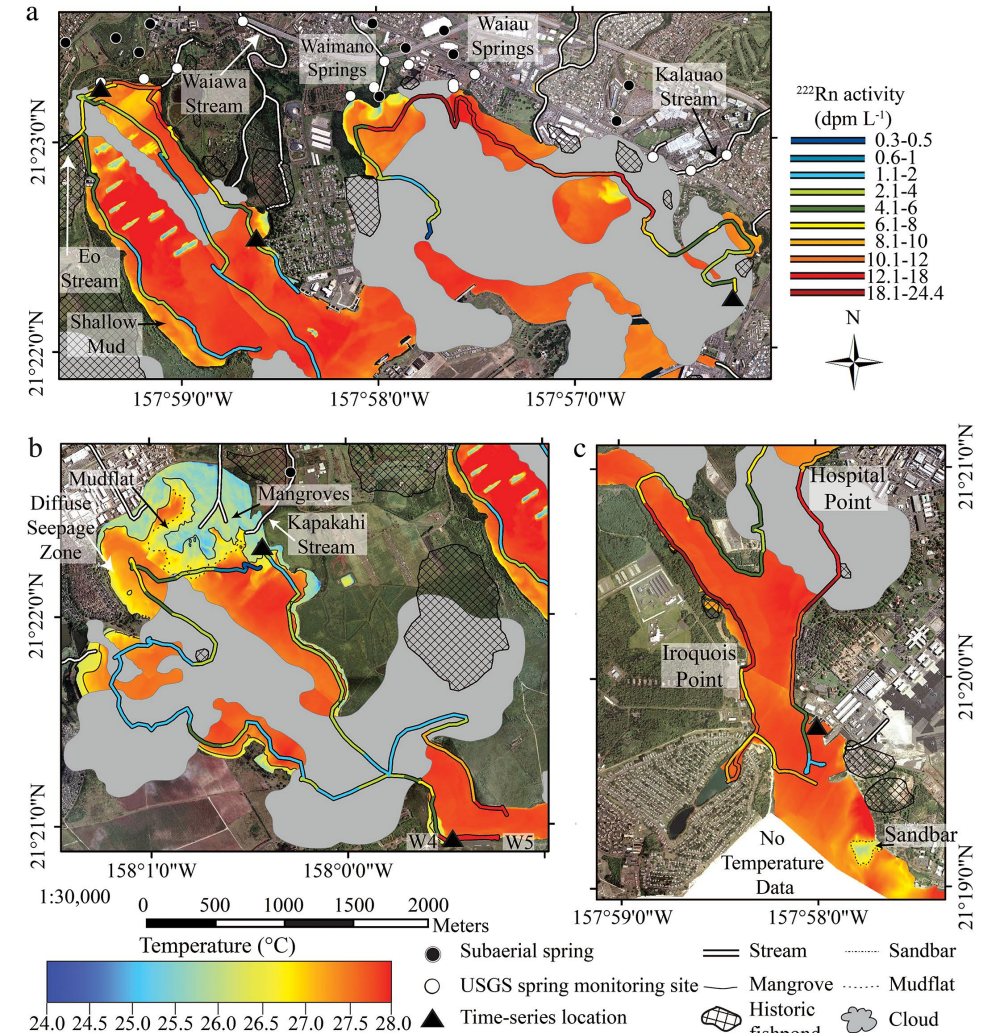 a
Waiawa
Stream
Waimano
Springs
Waiau
Springs
Kalauao
Stream
Eo
Stream
Shallow
Mud
21°23'0"N
21°22'0"N
157°59'0"W
157°58'0"W
157°57'0"W
²²²Rn activity
(dpm L⁻¹)
0.3-0.5
0.6-1
1.1-2
2.1-4
4.1-6
6.1-8
8.1-10
10.1-12
12.1-18
18.1-24.4
N
b
Mudflat
Diffuse
Seepage
Zone
Mangroves
Kapakahi
Stream
W4
W5
21°22'0"N
21°21'0"N
158°1'0"W
158°0'0"W
c
Hospital
Point
Iroquois
Point
Sandbar
No
Temperature
Data
21°21'0"N
21°20'0"N
21°19'0"N
157°59'0"W
157°58'0"W
1:30,000
0 500 1000 1500 2000
Meters
Temperature (°C)
24.0 24.5 25.0 25.5 26.0 26.5 27.0 27.5 28.0
Subaerial spring
USGS spring monitoring site
Time-series location
Stream
Mangrove
Historic
fishpond
Sandbar
Mudflat
Cloud